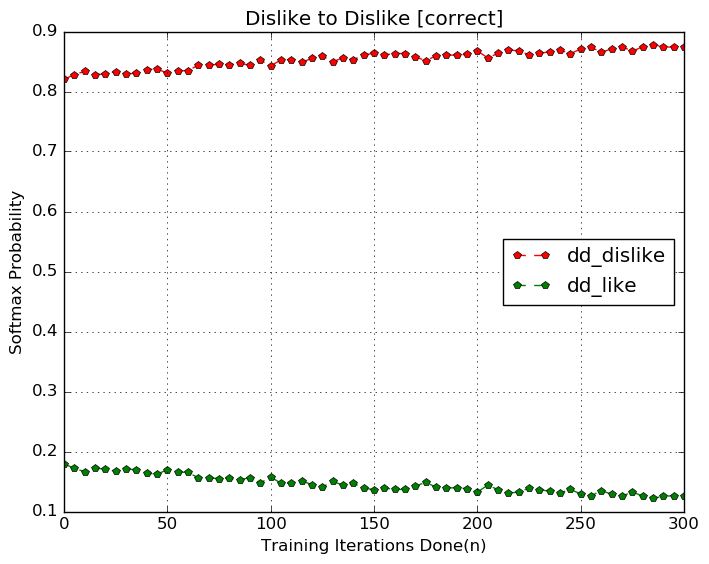 Dislike to Dislike [correct]
0.9
0.8
0.7
0.6
0.5
0.4
0.3
0.2
0.1
Softmax Probability
dd_dislike
dd_like
0 50 100 150 200 250 300
Training Iterations Done(n)